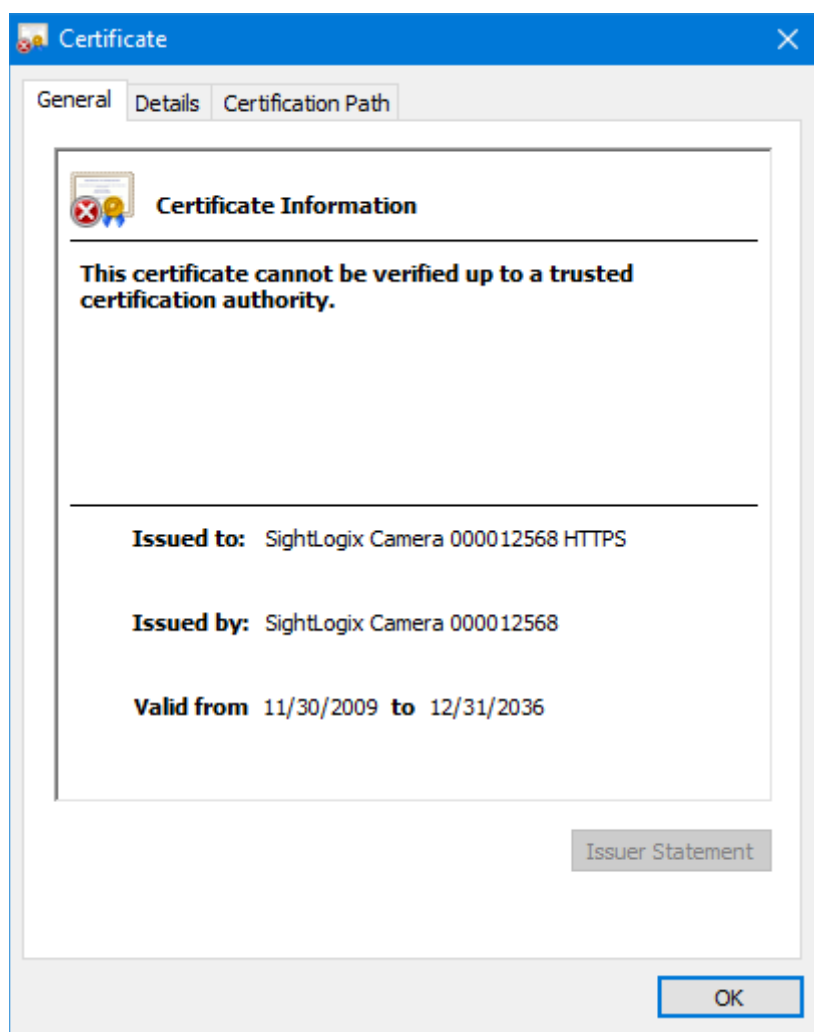 Certificate
General Details Certification Path
Certificate Information
This certificate cannot be verified up to a trusted
certification authority.
Issued to: SightLogix Camera 000012568 HTTPS
Issued by: SightLogix Camera 000012568
Valid from 11/30/2009 to 12/31/2036
Issuer Statement
OK